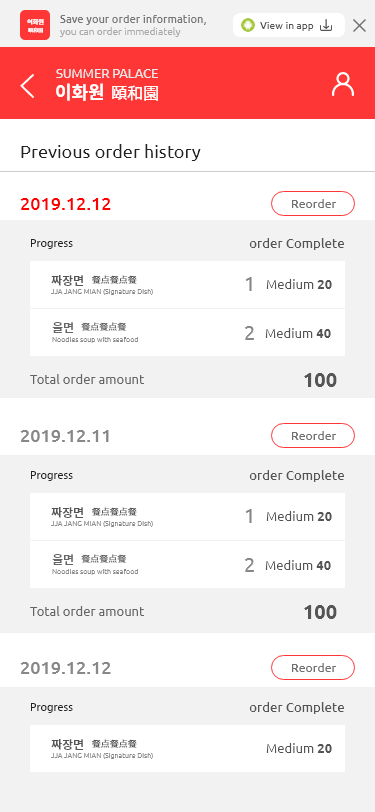 이화원
頤和園
Save your order information,
you can order immediately
View in app
SUMMER PALACE
이화원 頤和園
Previous order history
2019.12.12
Reorder
Progress
order Complete
짜장면 餐点餐点餐
JJA JANG MIAN (Signature Dish)
1 Medium 20
울면 餐点餐点餐
Noodles soup with seafood
2 Medium 40
Total order amount
100
2019.12.11
Reorder
Progress
order Complete
짜장면 餐点餐点餐
JJA JANG MIAN (Signature Dish)
1 Medium 20
울면 餐点餐点餐
Noodles soup with seafood
2 Medium 40
Total order amount
100
2019.12.12
Reorder
Progress
order Complete
짜장면 餐点餐点餐
JJA JANG MIAN (Signature Dish)
Medium 20